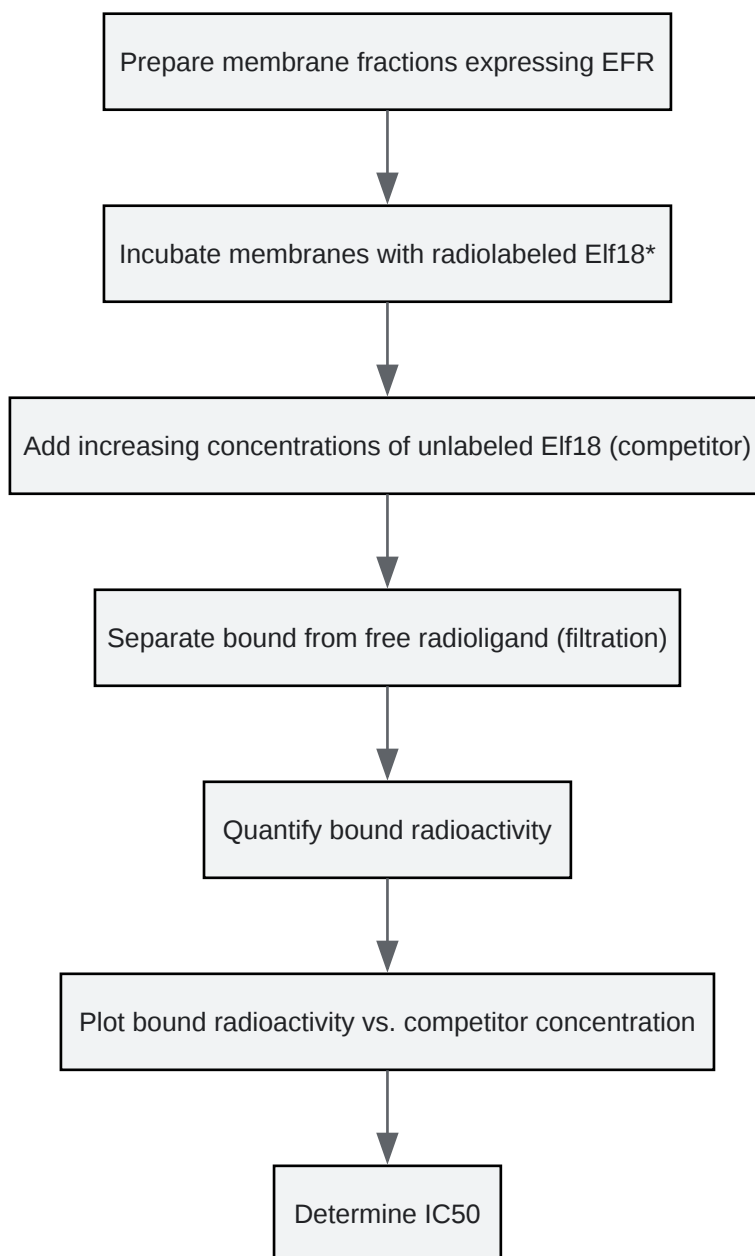 Prepare membrane fractions expressing EFR
Incubate membranes with radiolabeled Elf18*
Add increasing concentrations of unlabeled Elf18 (competitor)
Separate bound from free radioligand (filtration)
Quantify bound radioactivity
Plot bound radioactivity vs. competitor concentration
Determine IC50